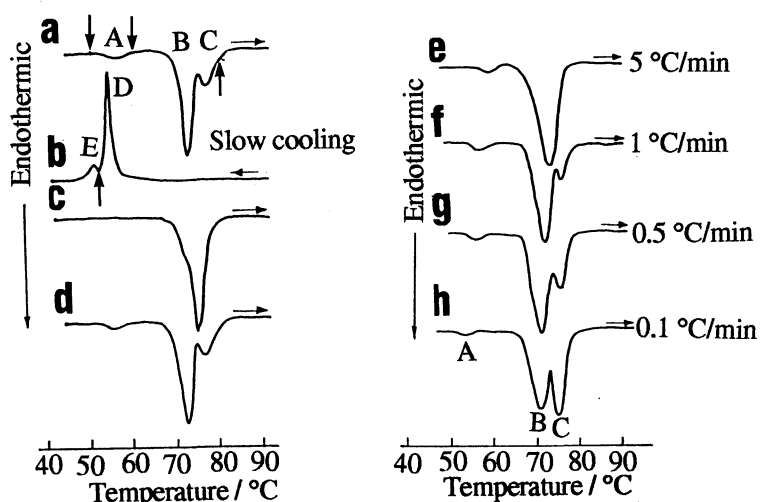 a
A
B
C
Endothermic
D
E
Slow cooling
b
c
d
40 50 60 70 80 90
Temperature / °C
e
5 °C/min
f
1 °C/min
Endothermic
g
0.5 °C/min
h
0.1 °C/min
A
B
C
40 50 60 70 80 90
Temperature / °C